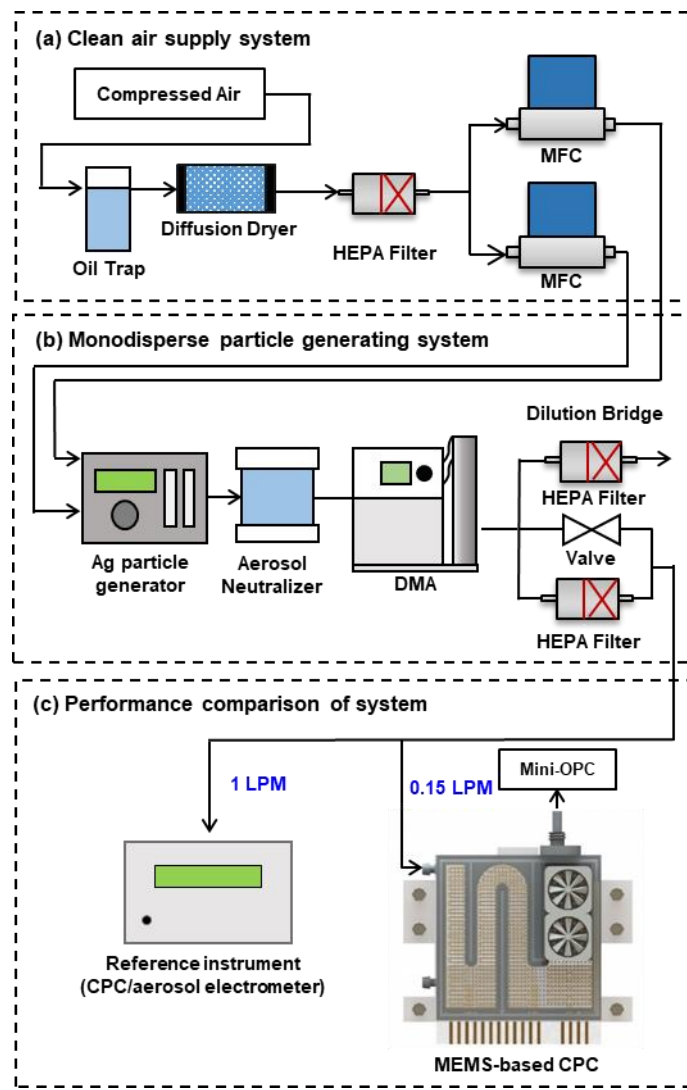 (a) Clean air supply system
Compressed Air
MFC
Diffusion Dryer
HEPA Filter
Oil Trap
MFC
(b) Monodisperse particle generating system
Dilution Bridge
HEPA Filter
Valve
Ag particle
generator
Aerosol
Neutralizer
DMA
HEPA Filter
(c) Performance comparison of system
Mini-OPC
1 LPM
0.15 LPM
Reference instrument
(CPC/aerosol electrometer)
MEMS-based CPC